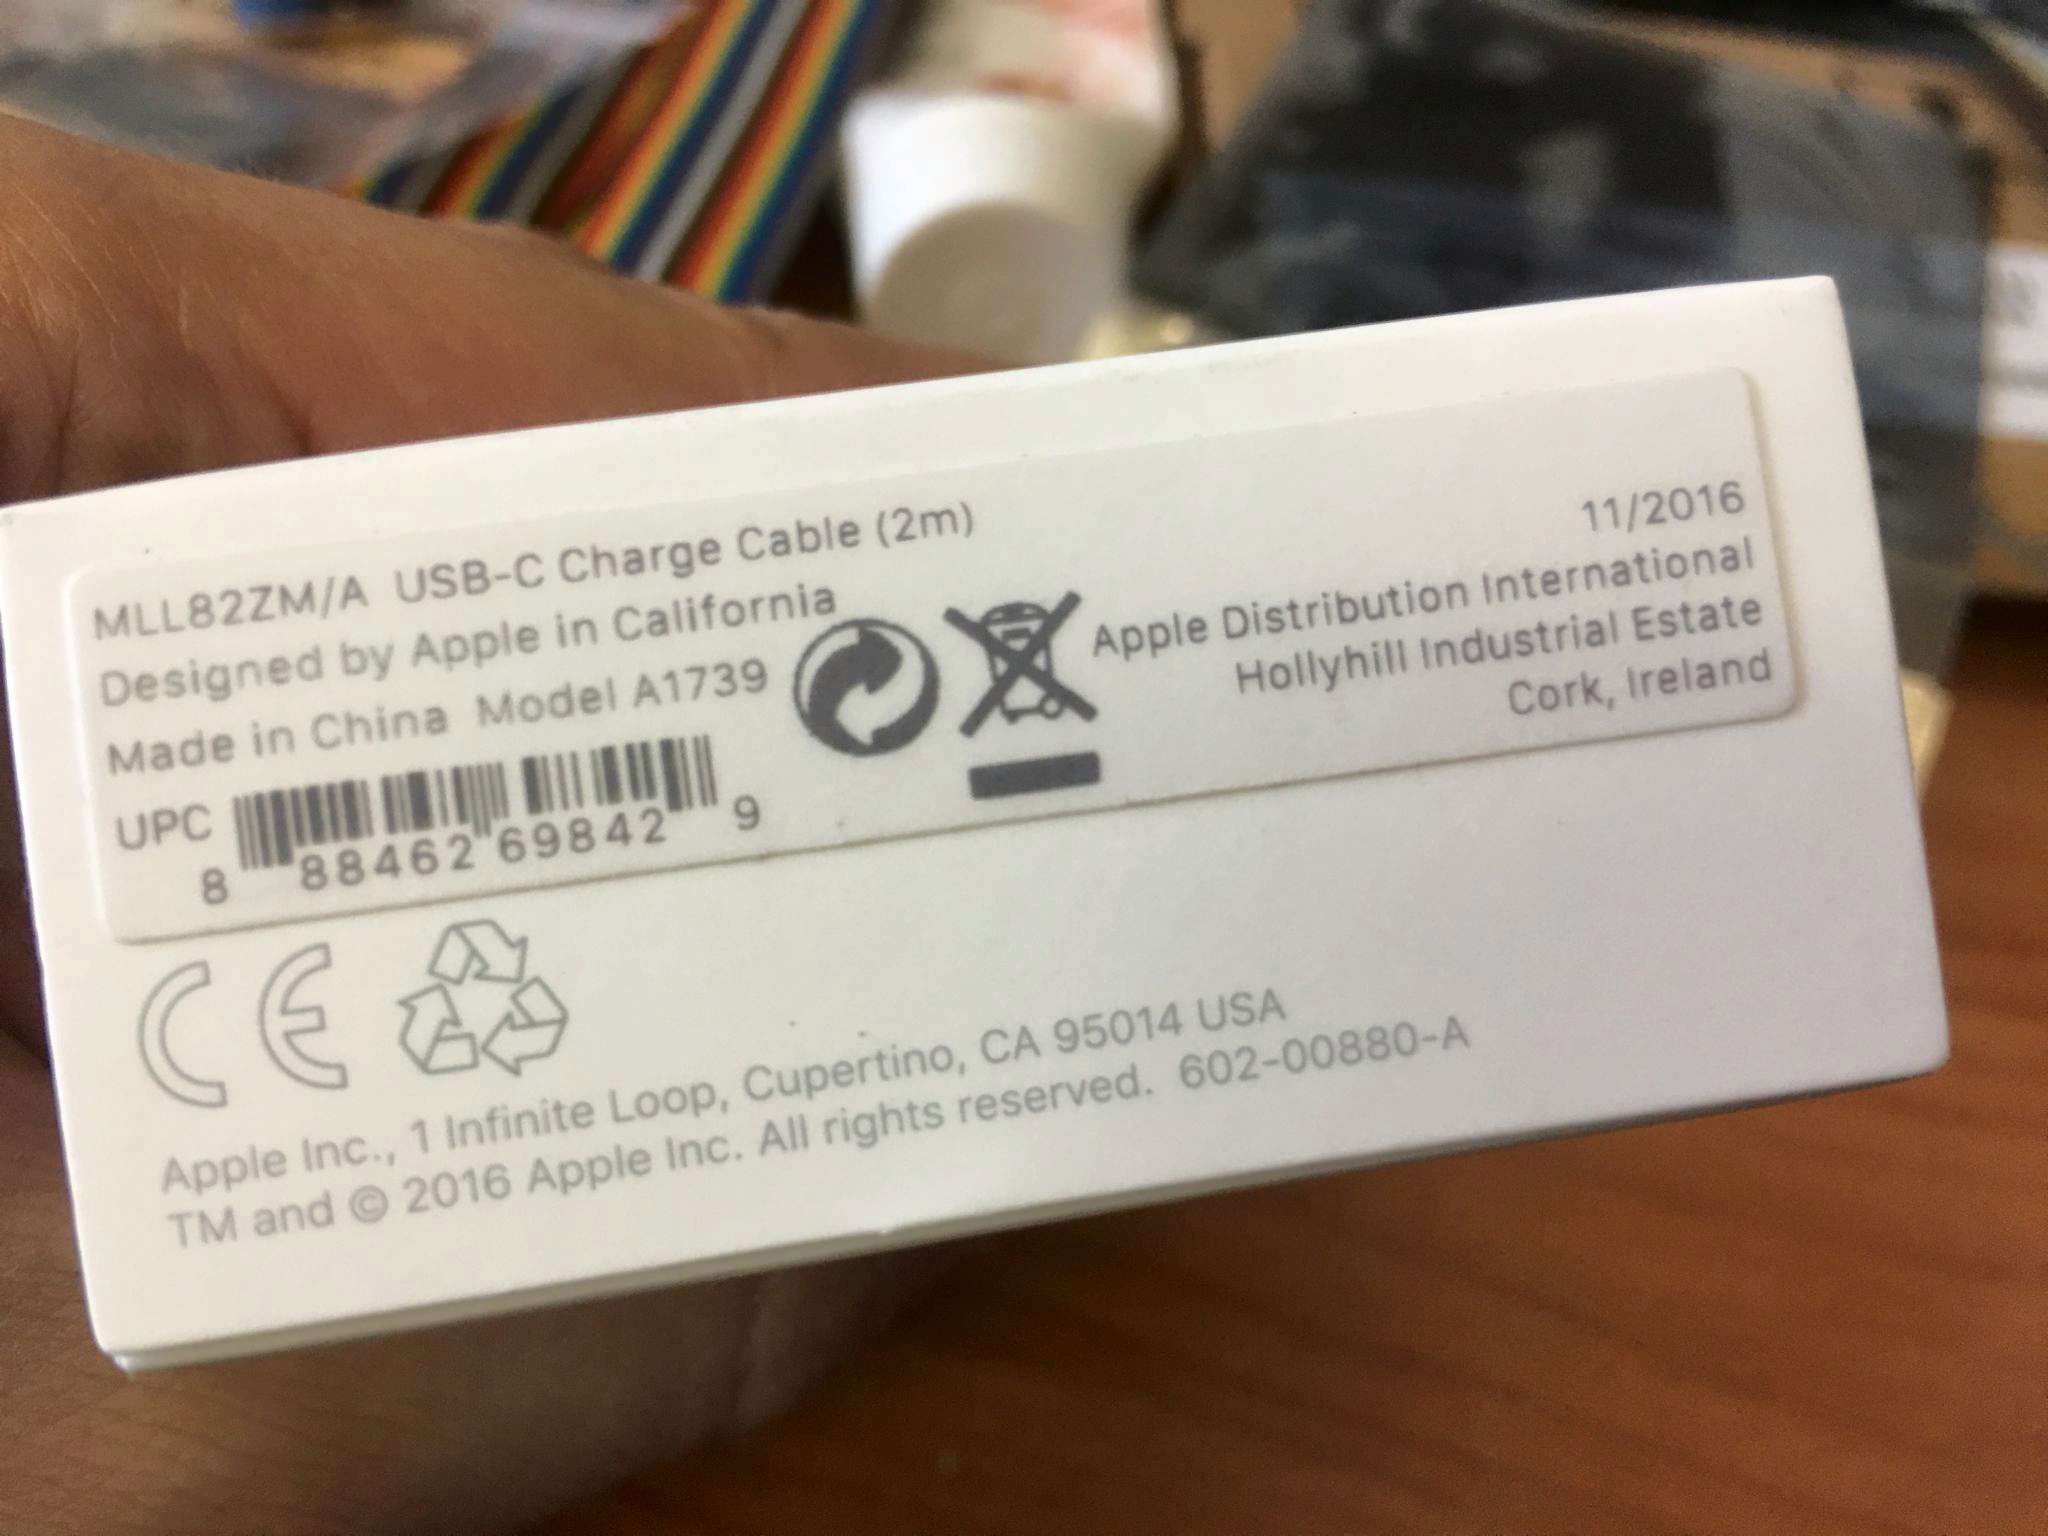 MLL82ZM/A USB-C Charge Cable (2m)
Designed by Apple in California
Made in China Model A1739
UPC
8 88462 69842 9
11/2016
Apple Distribution International
Hollyhill Industrial Estate
Cork, Ireland
CE
Apple Inc., 1 Infinite Loop, Cupertino, CA 95014 USA
TM and © 2016 Apple Inc. All rights reserved. 602-00880-A